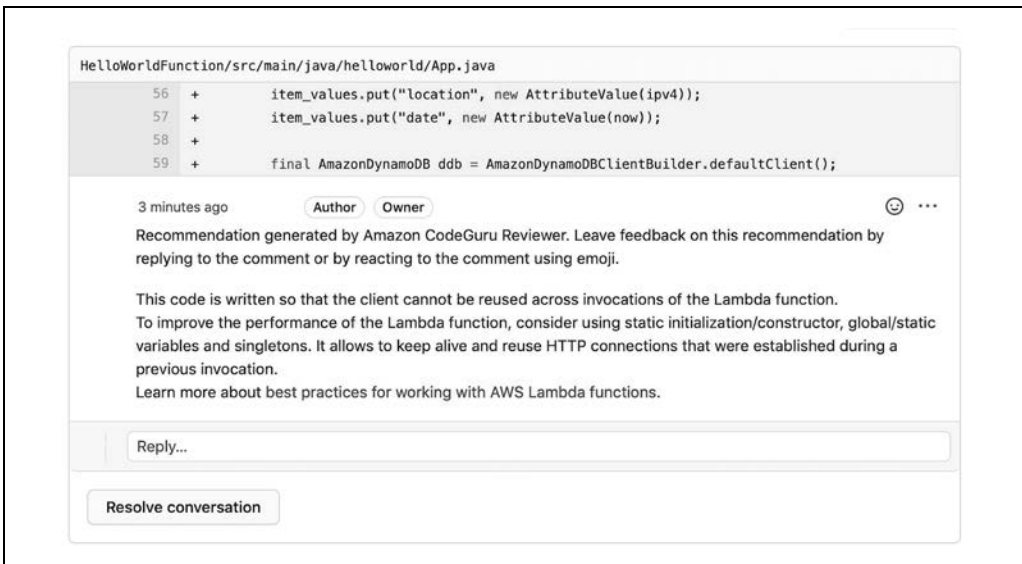 HelloWorldFunction/src/main/java/helloworld/App.java
56 + item_values.put("location", new AttributeValue(ipv4));
57 + item_values.put("date", new AttributeValue(now));
58 +
59 + final AmazonDynamoDB ddb = AmazonDynamoDBClientBuilder.defaultClient();
3 minutes ago Author Owner
Recommendation generated by Amazon CodeGuru Reviewer. Leave feedback on this recommendation by
replying to the comment or by reacting to the comment using emoji.
This code is written so that the client cannot be reused across invocations of the Lambda function.
To improve the performance of the Lambda function, consider using static initialization/constructor, global/static
variables and singletons. It allows to keep alive and reuse HTTP connections that were established during a
previous invocation.
Learn more about best practices for working with AWS Lambda functions.
Reply...
Resolve conversation